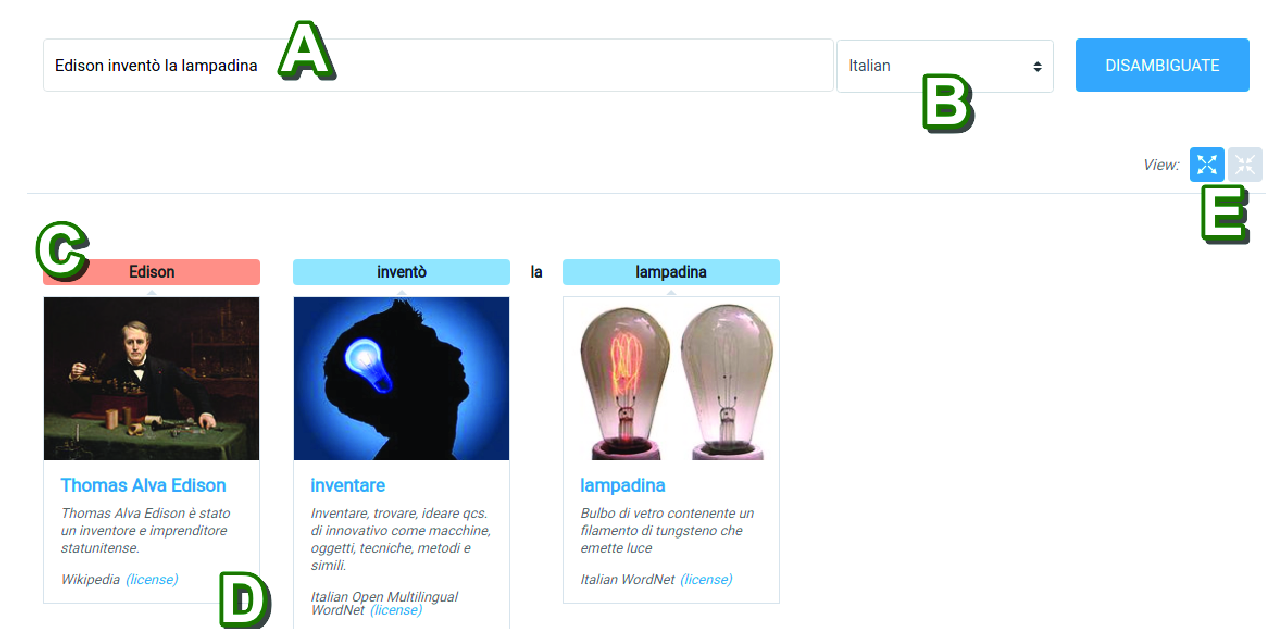 A
Edison inventò la lampadina
Italian
DISAMBIGUATE
B
View:
E
C
Edison
inventò
la
lampadina
Thomas Alva Edison
Thomas Alva Edison è stato
un inventore e imprenditore
statunitense.
Wikipedia (license)
D
inventare
Inventare, trovare, ideare qcs.
di innovativo come macchine,
oggetti, tecniche, metodi e
simili.
Italian Open Multilingual
WordNet (license)
lampadina
Bulbo di vetro contenente un
filamento di tungsteno che
emette luce
Italian WordNet (license)